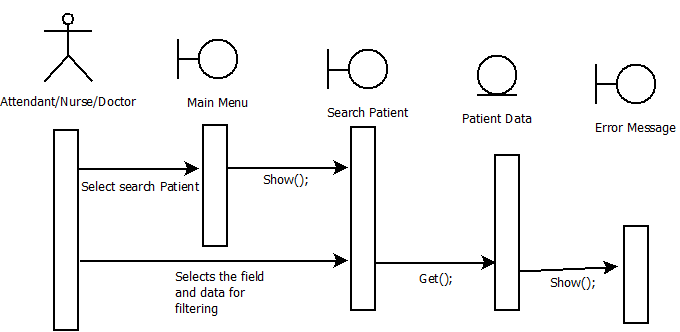 Attendant/Nurse/Doctor
Main Menu
Search Patient
Patient Data
Error Message
Select search Patient
Show();
Selects the field
and data for
filtering
Get();
Show();